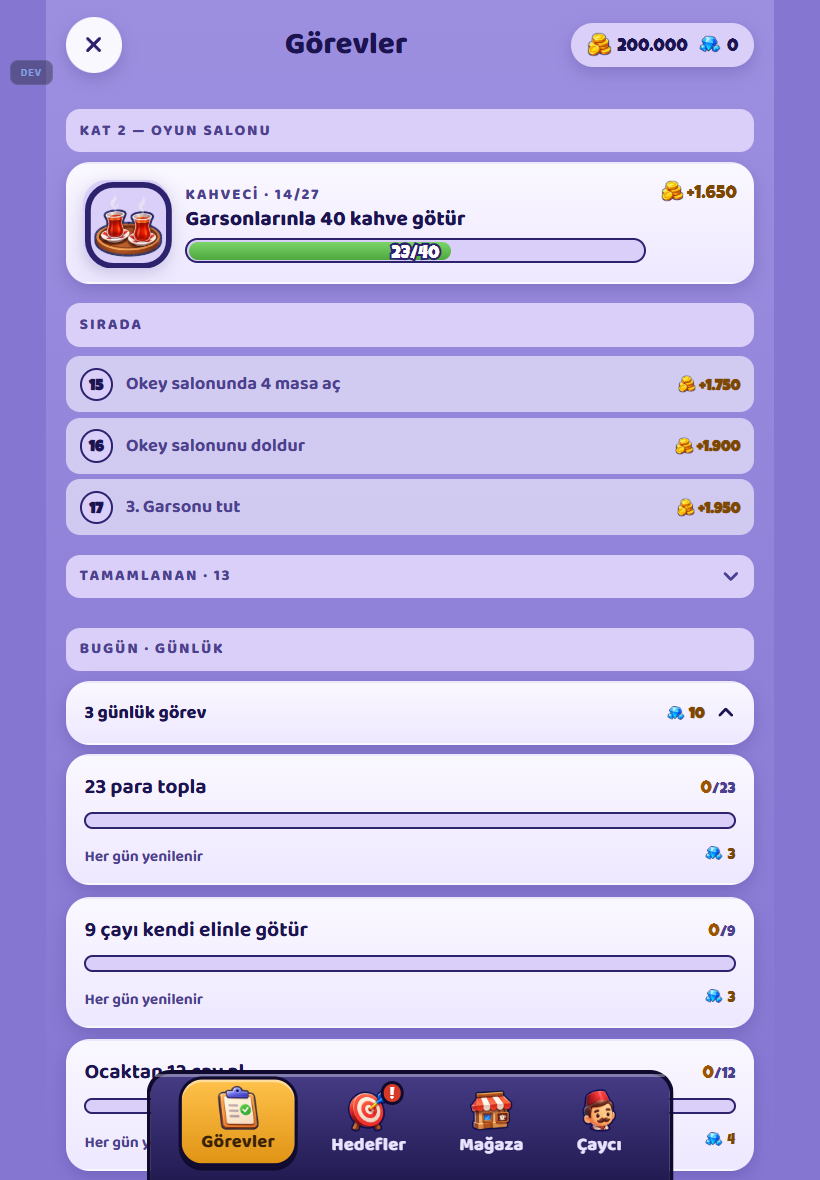 Görevler
200.000
0
DEV
KAT 2 — OYUN SALONU
KAHVECİ · 14/27
+1.650
Garsonlarınla 40 kahve götür
23/40
SIRADA
15 Okey salonunda 4 masa aç +1.750
16 Okey salonunu doldur +1.900
17 3. Garsonu tut +1.950
TAMAMLANAN · 13
BUGÜN · GÜNLÜK
3 günlük görev 10
23 para topla 0/23
Her gün yenilenir 3
9 çayı kendi elinle götür 0/9
Her gün yenilenir 3
Ocaktan 12 çay al 0/12
Her gün 4
!
Görevler Hedefler Mağaza Çaycı